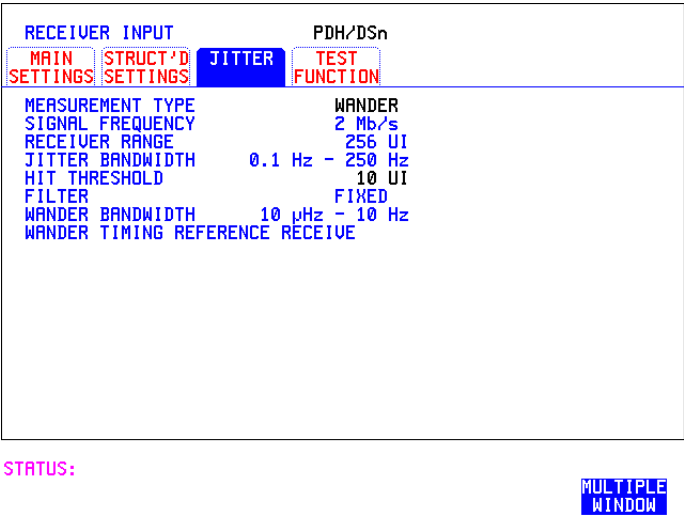 RECEIVER INPUT PDH/DSn
MAIN SETTINGS STRUCT'D SETTINGS JITTER TEST FUNCTION
MEASUREMENT TYPE WANDER
SIGNAL FREQUENCY 2 Mb/s
RECEIVER RANGE 256 UI
JITTER BANDWIDTH 0.1 Hz - 250 Hz
HIT THRESHOLD 10 UI
FILTER FIXED
WANDER BANDWIDTH 10 µHz - 10 Hz
WANDER TIMING REFERENCE RECEIVE
STATUS:
MULTIPLE
WINDOW